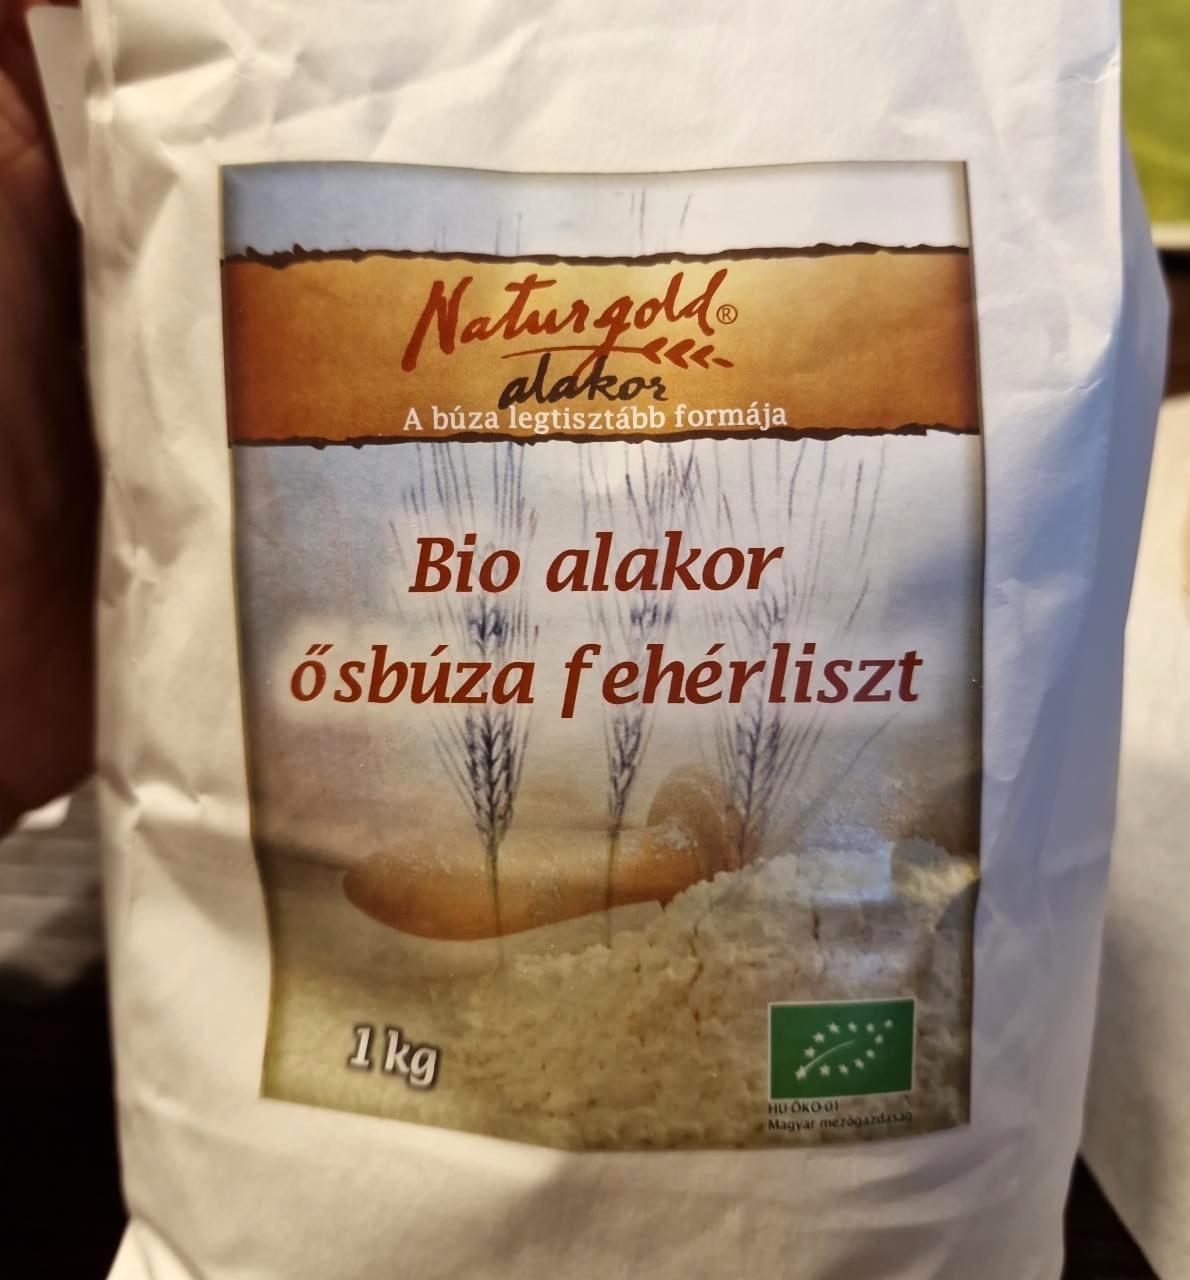 Naturgold®
alakor
A búza legtisztább formája
Bio alakor
ősbúza fehérliszt
1 kg
HU-ÖKO-01
Magyar mezőgazdaság